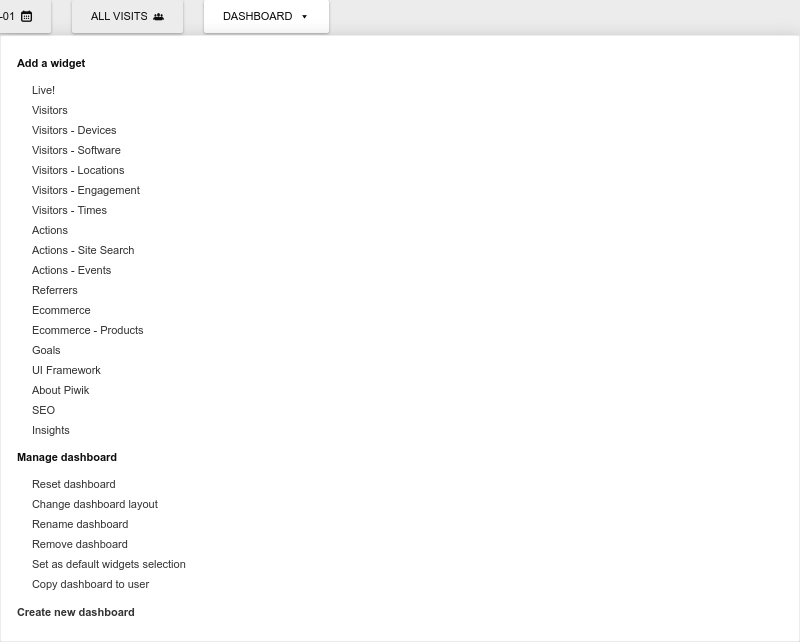 -01
ALL VISITS
DASHBOARD
Add a widget
Live!
Visitors
Visitors - Devices
Visitors - Software
Visitors - Locations
Visitors - Engagement
Visitors - Times
Actions
Actions - Site Search
Actions - Events
Referrers
Ecommerce
Ecommerce - Products
Goals
UI Framework
About Piwik
SEO
Insights
Manage dashboard
Reset dashboard
Change dashboard layout
Rename dashboard
Remove dashboard
Set as default widgets selection
Copy dashboard to user
Create new dashboard